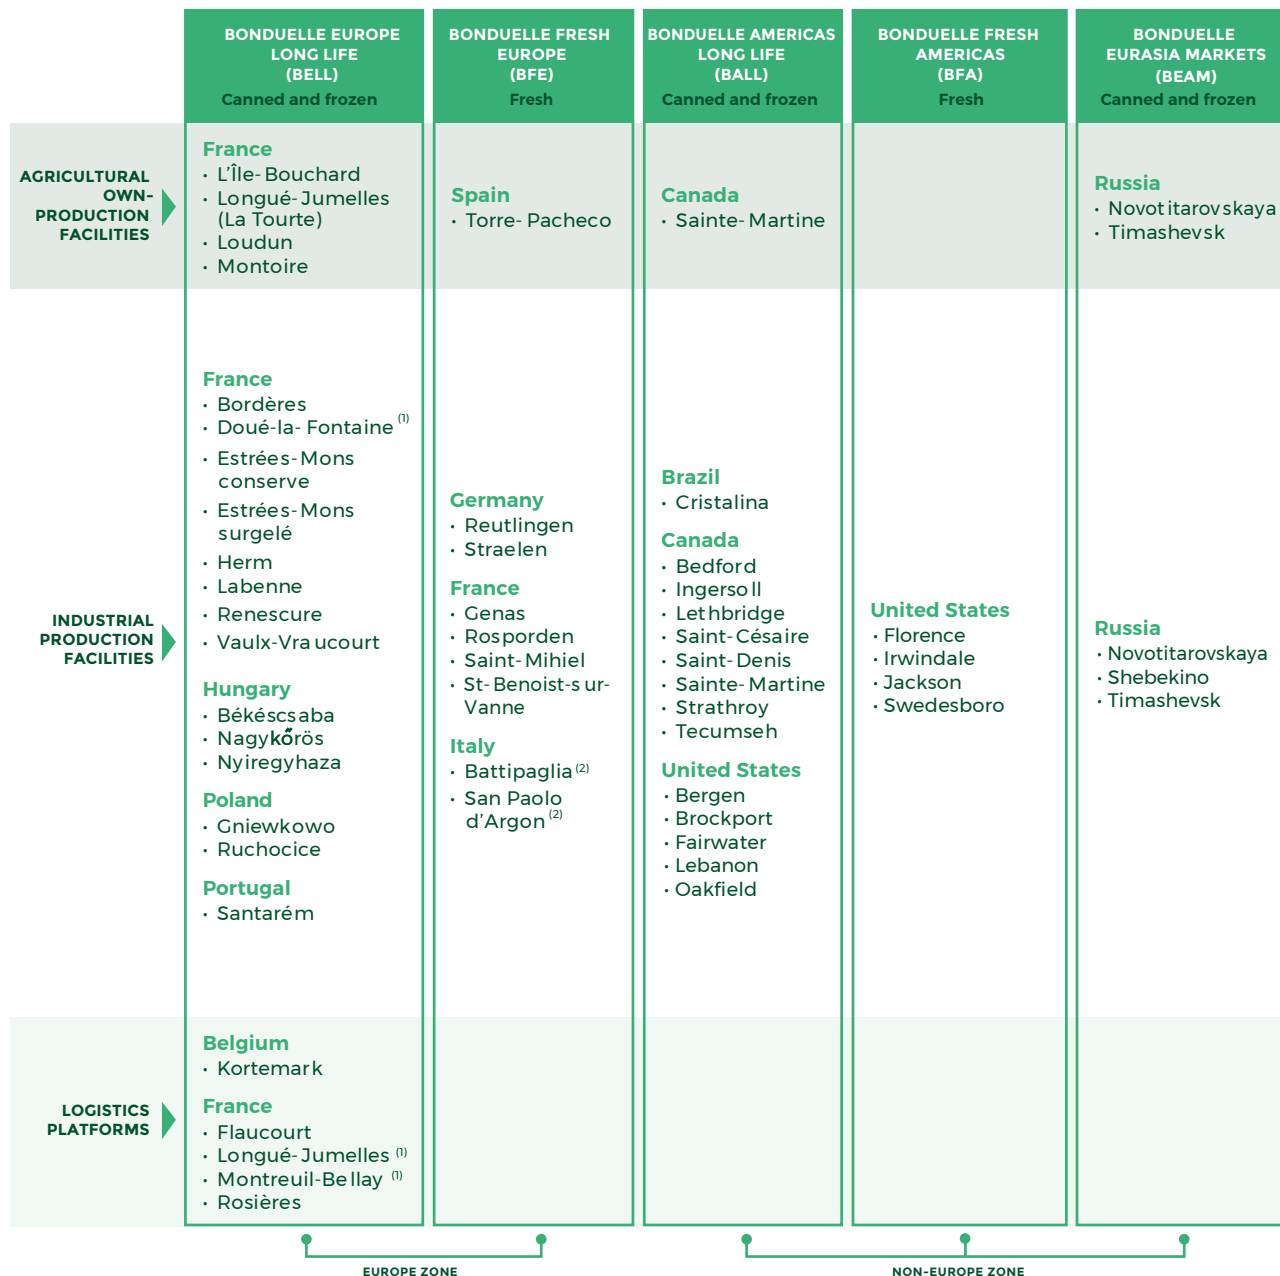 BONDUELLE EUROPE
LONG LIFE
(BELL)
Canned and frozen
BONDUELLE FRESH
EUROPE
(BFE)
Fresh
BONDUELLE AMERICAS
LONG LIFE
(BALL)
Canned and frozen
BONDUELLE FRESH
AMERICAS
(BFA)
Fresh
BONDUELLE
EURASIA MARKETS
(BEAM)
Canned and frozen
AGRICULTURAL
OWN-
PRODUCTION
FACILITIES
France
• L’Île-Bouchard
• Longué-Jumelles
(La Tourte)
• Loudun
• Montoire
Spain
• Torre-Pacheco
Canada
• Sainte-Martine
Russia
• Novotitarovskaya
• Timashevsk
INDUSTRIAL
PRODUCTION
FACILITIES
France
• Bordères
• Doué-la-Fontaine (1)
• Estrées-Mons
conserve
• Estrées-Mons
surgelé
• Herm
• Labenne
• Renescure
• Vaulx-Vraucourt
Hungary
• Békéscsaba
• Nagykőrös
• Nyiregyhaza
Poland
• Gniewkowo
• Ruchocice
Portugal
• Santarém
Germany
• Reutlingen
• Straelen
France
• Genas
• Rosporden
• Saint-Mihiel
• St-Benoist-sur-
Vanne
Italy
• Battipaglia (2)
• San Paolo
d’Argon (2)
Brazil
• Cristalina
Canada
• Bedford
• Ingersoll
• Lethbridge
• Saint-Césaire
• Saint-Denis
• Sainte-Martine
• Strathroy
• Tecumseh
United States
• Bergen
• Brockport
• Fairwater
• Lebanon
• Oakfield
United States
• Florence
• Irwindale
• Jackson
• Swedesboro
Russia
• Novotitarovskaya
• Shebekino
• Timashevsk
LOGISTICS
PLATFORMS
Belgium
• Kortemark
France
• Flaucourt
• Longué-Jumelles (1)
• Montreuil-Bellay (1)
• Rosières
EUROPE ZONE
NON-EUROPE ZONE